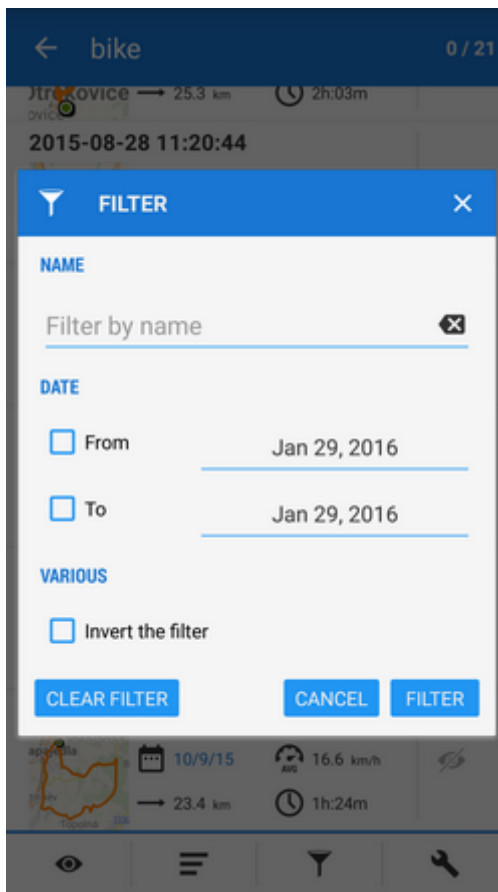 bike 0 / 21
25.3 km 2h:03m
2015-08-28 11:20:44
FILTER
NAME
Filter by name
DATE
From Jan 29, 2016
To Jan 29, 2016
VARIOUS
Invert the filter
CLEAR FILTER CANCEL FILTER
10/9/15 AVG 16.6 km/h
23.4 km 1h:24m
Topolná